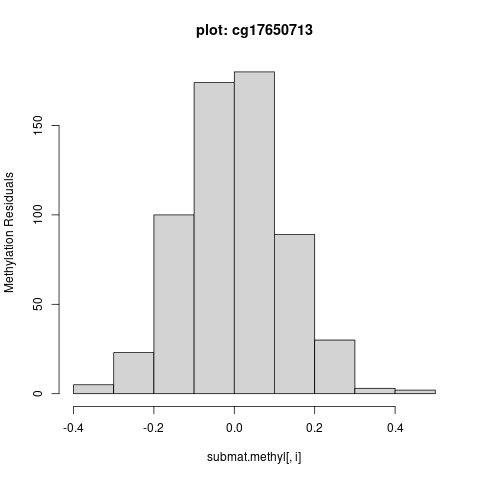 plot: cg17650713
Methylation Residuals
150
100
50
0
-0.4 -0.2 0.0 0.2 0.4
submat.methyl[, i]